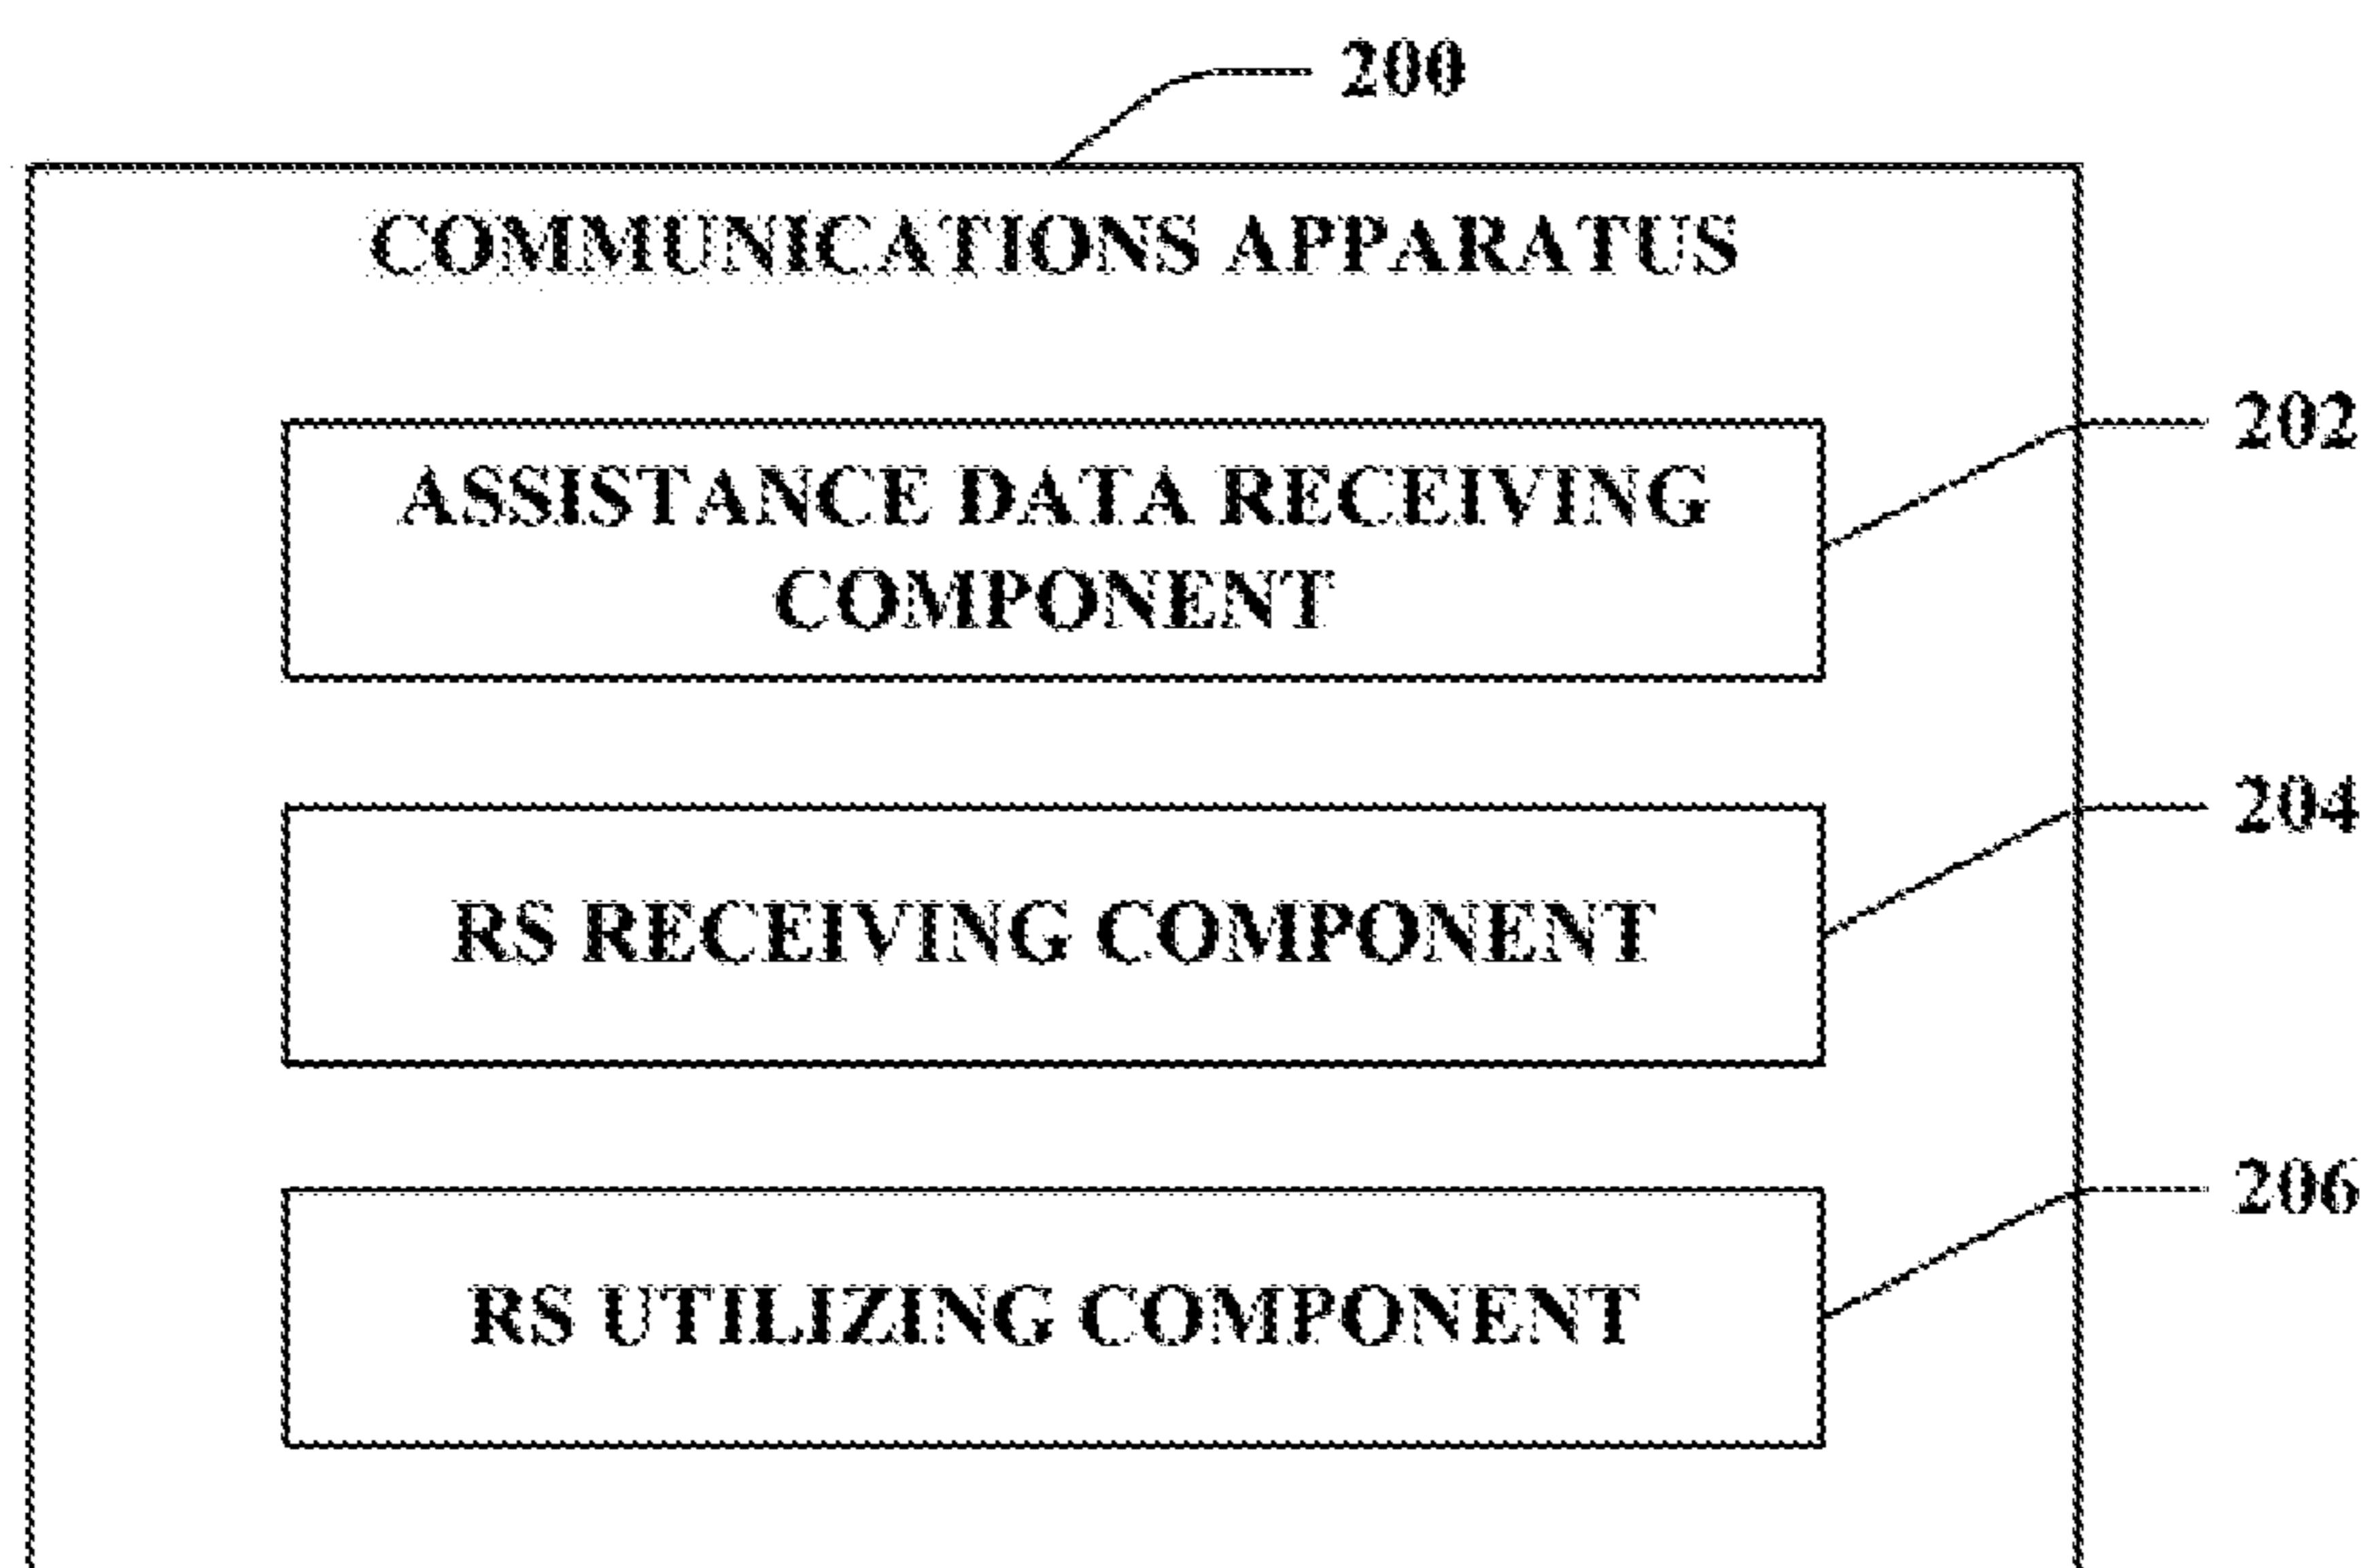 200
COMMUNICATIONS APPARATUS
202
ASSISTANCE DATA RECEIVING
COMPONENT
204
RS RECEIVING COMPONENT
206
RS UTILIZING COMPONENT